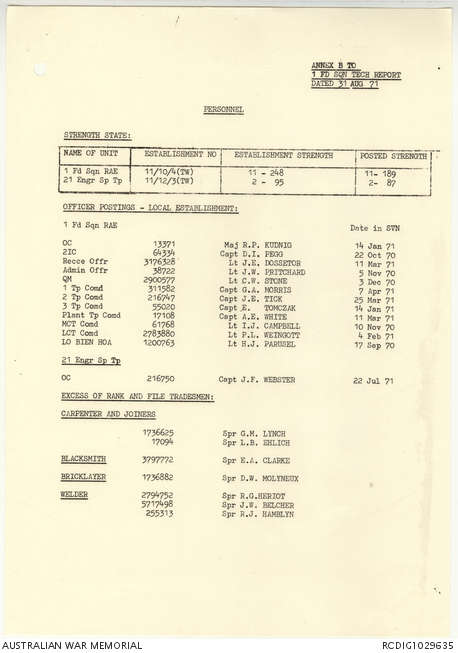 ANNEX B TO
1 FD SQN TECH REPORT
DATED 31 AUG 71
PERSONNEL
STRENGTH STATE:
NAME OF UNIT ESTABLISHMENT NO ESTABLISHMENT STRENGTH POSTED STRENGTH
1 Fd Sqn RAE 11/10/4(TW) 11 - 248 11- 189
21 Engr Sp Tp 11/12/3(TW) 2 - 95 2- 87
OFFICER POSTINGS - LOCAL ESTABLISHMENT:
1 Fd Sqn RAE Date in SVN
OC 13371 Maj R.P. KUDNIG 14 Jan 71
2IC 64334 Capt D.I. PEGG 22 Oct 70
Recce Offr 3176328 Lt J.E. DOSSETOR 11 Mar 71
Admin Offr 38722 Lt J.W. PRITCHARD 5 Nov 70
QM 2900577 Lt C.W. STONE 3 Dec 70
1 Tp Comd 311582 Capt G.A. MORRIS 7 Apr 71
2 Tp Comd 216747 Capt J.E. TICK 25 Mar 71
3 Tp Comd 55020 Capt E. TOMCZAK 14 Jan 71
Plant Tp Comd 17108 Capt A.E. WHITE 11 Mar 71
MCT Comd 61768 Lt I.J. CAMPBELL 10 Nov 70
LCT Comd 2783880 Lt P.L. WEINGOTT 4 Feb 71
LO BIEN HOA 1200763 Lt H.J. PARUSEL 17 Sep 70
21 Engr Sp Tp
OC 216750 Capt J.F. WEBSTER 22 Jul 71
EXCESS OF RANK AND FILE TRADESMEN:
CARPENTER AND JOINERS
1736625 Spr G.M. LYNCH
17094 Spr L.B. EHLICH
BLACKSMITH 3797772 Spr E.A. CLARKE
BRICKLAYER 1736882 Spr D.W. MOLYNEUX
WELDER 2794752 Spr R.G.HERIOT
5717498 Spr J.W. BELCHER
255313 Spr R.J. HAMBLYN
AUSTRALIAN WAR MEMORIAL RCDIG1029635